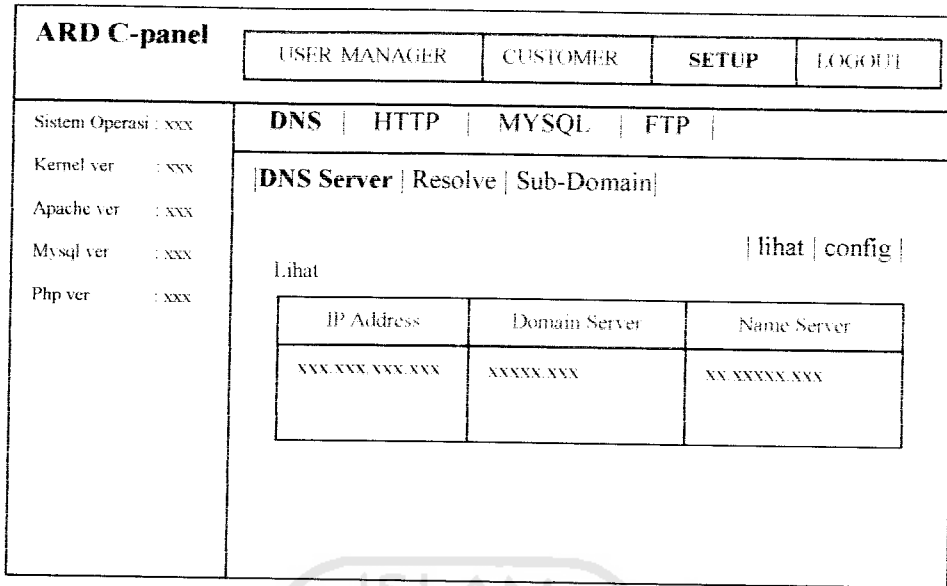 ARD C-panel
USER MANAGER CUSTOMER SETUP LOGOUT
Sistem Operasi : xxx
Kernel ver : xxx
Apache ver : xxx
Mysql ver : xxx
Php ver : xxx
DNS | HTTP | MYSQL | FTP |
|DNS Server | Resolve | Sub-Domain|
| lihat | config |
Lihat
IP Address Domain Server Name Server
xxx.xxx.xxx.xxx xxxxx.xxx xx.xxxxx.xxx
ISLAM